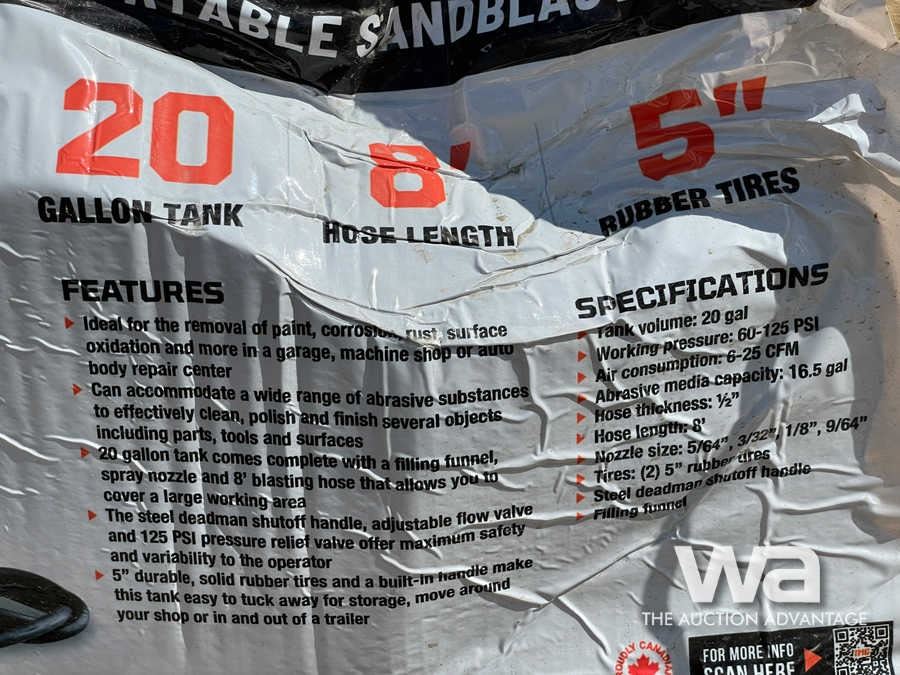 TABLE SANDBLAS
20
GALLON TANK
8'
HOSE LENGTH
5"
RUBBER TIRES
FEATURES
Ideal for the removal of paint, corrosion, rust, surface
oxidation and more in a garage, machine shop or auto
body repair center
Can accommodate a wide range of abrasive substances
to effectively clean, polish and finish several objects
including parts, tools and surfaces
20 gallon tank comes complete with a filling funnel,
spray nozzle and 8' blasting hose that allows you to
cover a large working area
The steel deadman shutoff handle, adjustable flow valve
and 125 PSI pressure relief valve offer maximum safety
and variability to the operator
5" durable, solid rubber tires and a built-in handle make
this tank easy to tuck away for storage, move around
your shop or in and out of a trailer
SPECIFICATIONS
Tank volume: 20 gal
Working pressure: 60-125 PSI
Air consumption: 6-25 CFM
Abrasive media capacity: 16.5 gal
Hose thickness: ½"
Hose length: 8'
Nozzle size: 5/64", 3/32", 1/8", 9/64"
Tires: (2) 5" rubber tires
Steel deadman shutoff handle
Filling funnel
wa
THE AUCTION ADVANTAGE
PROUDLY CANADIAN
FOR MORE INFO
SCAN HERE
TMG